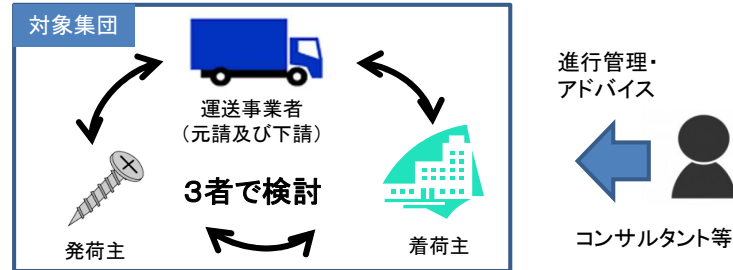 対象集団
運送事業者
（元請及び下請）
3者で検討
発荷主
着荷主
進行管理・
アドバイス
コンサルタント等